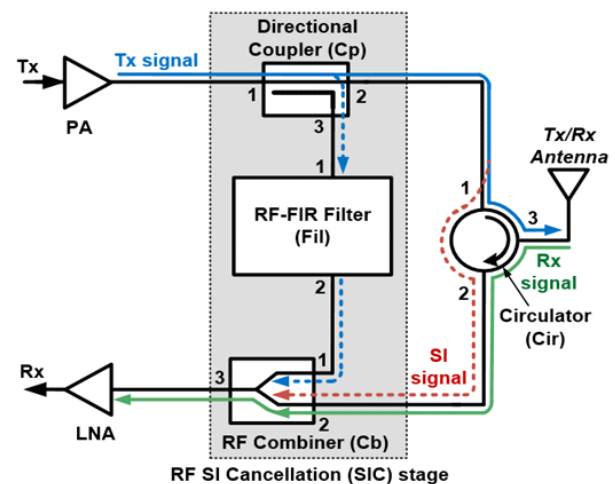 Directional
Coupler (Cp)
Tx
Tx signal
PA
1
2
3
Tx/Rx
Antenna
1
RF-FIR Filter
(Fil)
2
1
3
2
Rx
signal
Circulator
(Cir)
SI
signal
Rx
LNA
3
1
2
RF Combiner (Cb)
RF SI Cancellation (SIC) stage